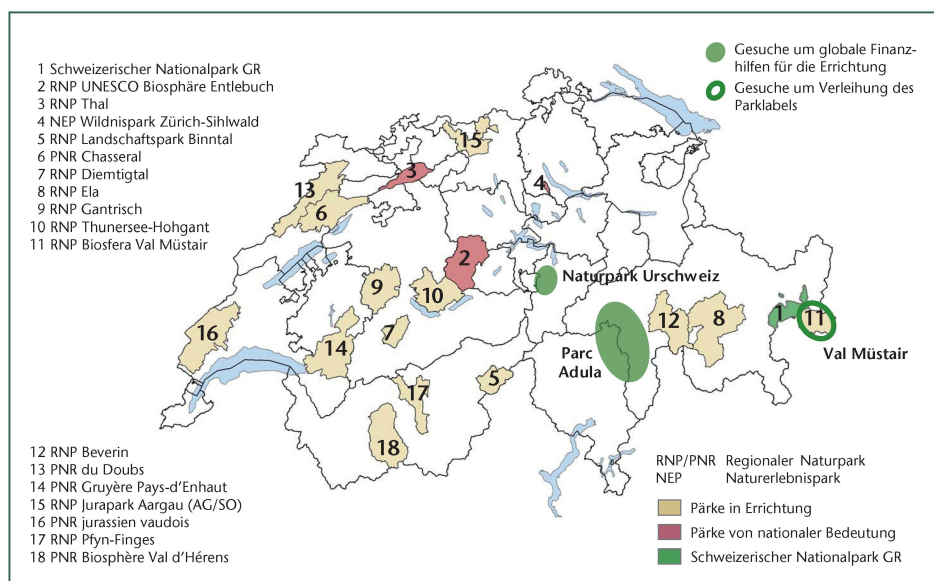 1 Schweizerischer Nationalpark GR
2 RNP UNESCO Biosphäre Entlebuch
3 RNP Thal
4 NEP Wildnispark Zürich-Sihlwald
5 RNP Landschaftspark Binntal
6 PNR Chasseral
7 RNP Diemtigtal
8 RNP Ela
9 RNP Gantrisch
10 RNP Thunersee-Hohgant
11 RNP Biosfera Val Müstair
Gesuche um globale Finanz-
hilfen für die Errichtung
Gesuche um Verleihung des
Parklabels
15
3
13
4
6
2
Naturpark Urschweiz
9
10
16
7
14
12
8
1
11
Parc
Adula
Val Müstair
5
17
18
12 RNP Beverin
13 PNR du Doubs
14 PNR Gruyère Pays-d'Enhaut
15 RNP Jurapark Aargau (AG/SO)
16 PNR jurassien vaudois
17 RNP Pfyn-Finges
18 PNR Biosphère Val d'Hérens
RNP/PNR Regionaler Naturpark
NEP Naturerlebnispark
Pärke in Errichtung
Pärke von nationaler Bedeutung
Schweizerischer Nationalpark GR